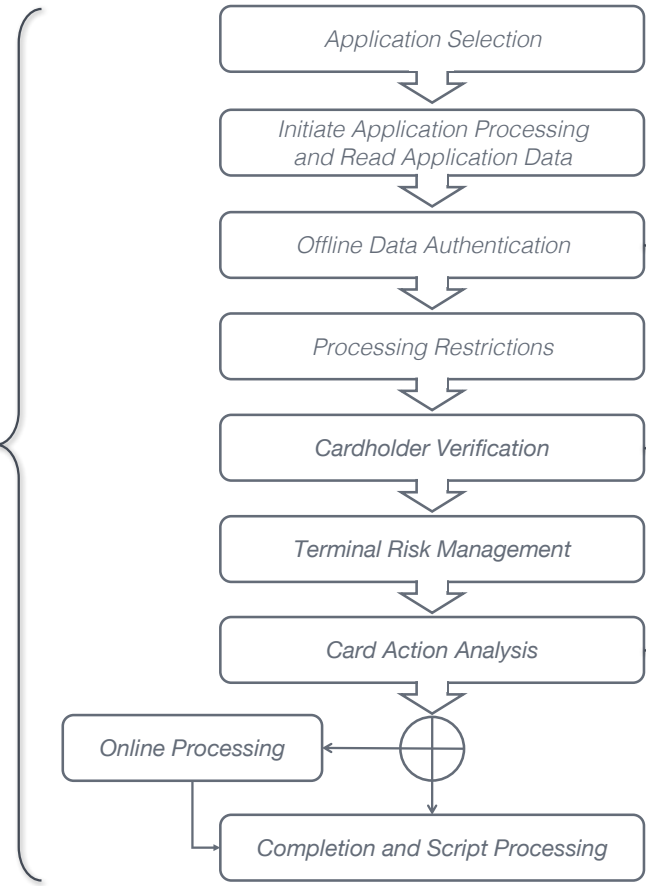 Application Selection
Initiate Application Processing
and Read Application Data
Offline Data Authentication
Processing Restrictions
Cardholder Verification
Terminal Risk Management
Card Action Analysis
Online Processing
Completion and Script Processing